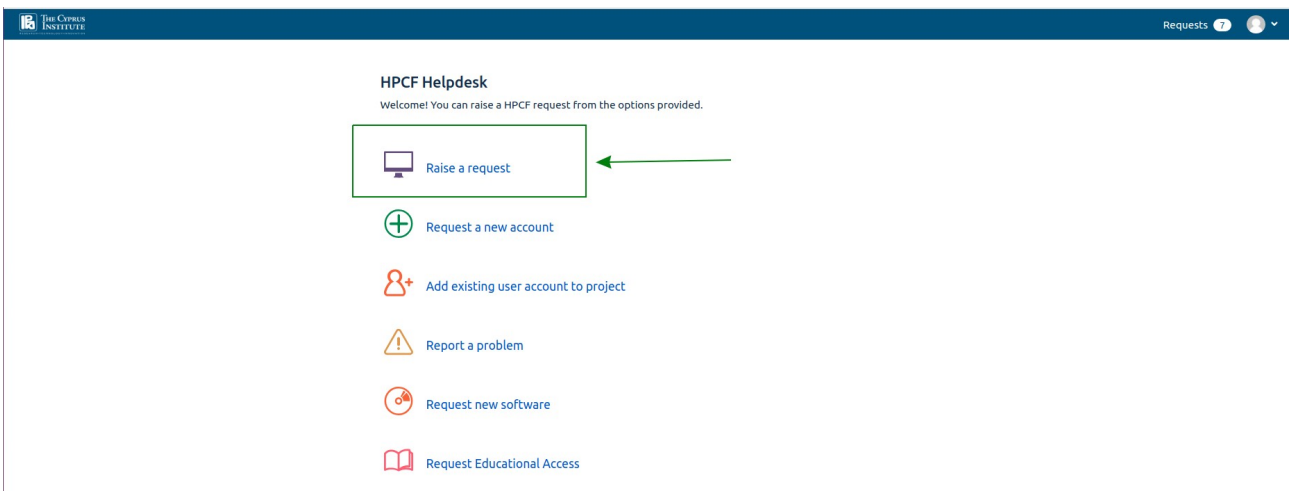 THE CYPRUS
INSTITUTE
Requests 7
HPCF Helpdesk
Welcome! You can raise a HPCF request from the options provided.
Raise a request
Request a new account
Add existing user account to project
Report a problem
Request new software
Request Educational Access